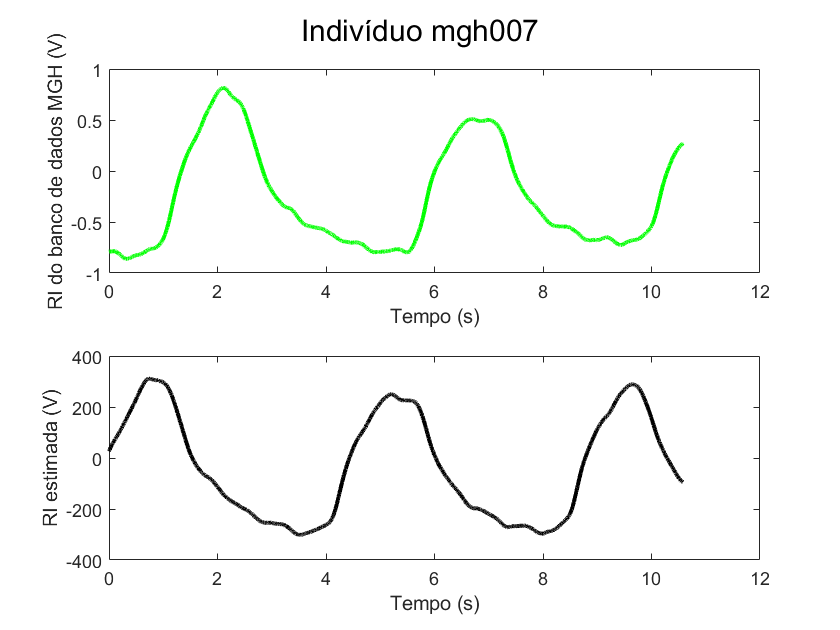 Indivíduo mgh007
RI do banco de dados MGH (V)
1
0.5
0
-0.5
-1
0 2 4 6 8 10 12
Tempo (s)
RI estimada (V)
400
200
0
-200
-400
0 2 4 6 8 10 12
Tempo (s)